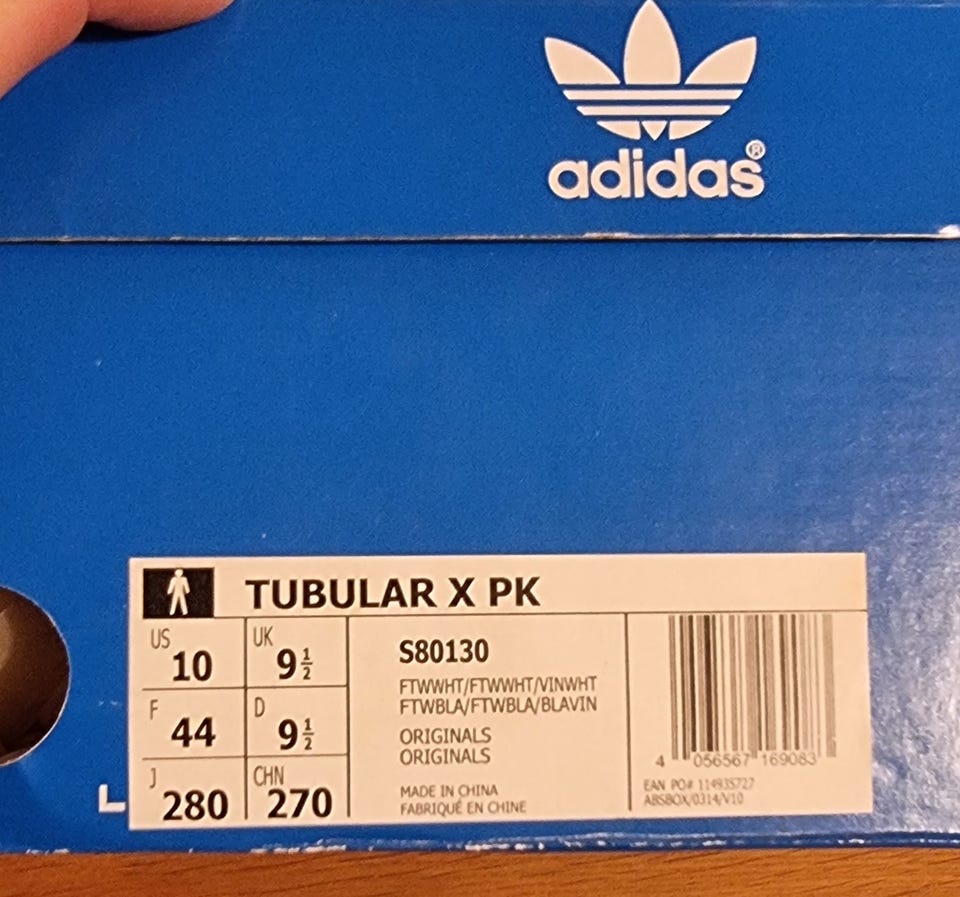 adidas®
TUBULAR X PK
US 10
UK 9½
F 44
D 9½
J 280
CHN 270
S80130
FTWWHT/FTWWHT/VINWHT
FTWBLA/FTWBLA/BLAVIN
ORIGINALS
ORIGINALS
MADE IN CHINA
FABRIQUÉ EN CHINE
4 056567 169083
EAN PO# 114935727
ABSBOX/0314/V10